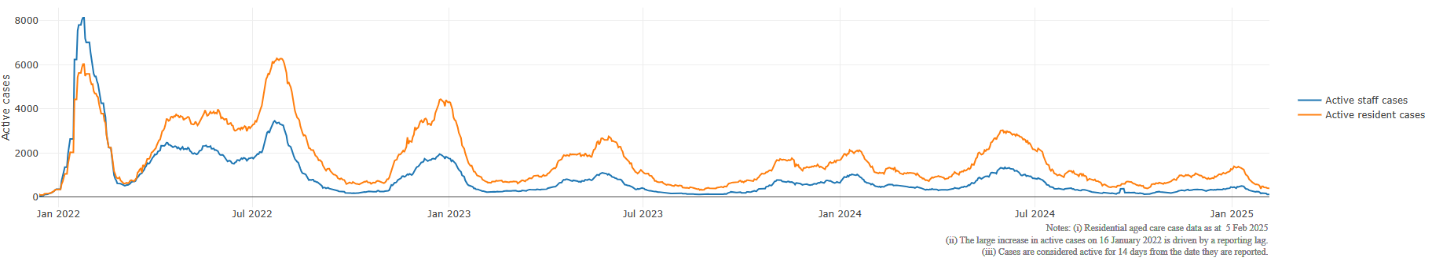 8000
6000
4000
2000
0
Active cases
Jan 2022
Jul 2022
Jan 2023
Jul 2023
Jan 2024
Jul 2024
Jan 2025
Active staff cases
Active resident cases
Notes: (i) Residential aged care case data as at 5 Feb 2025
(ii) The large increase in active cases on 16 January 2022 is driven by a reporting lag.
(iii) Cases are considered active for 14 days from the date they are reported.